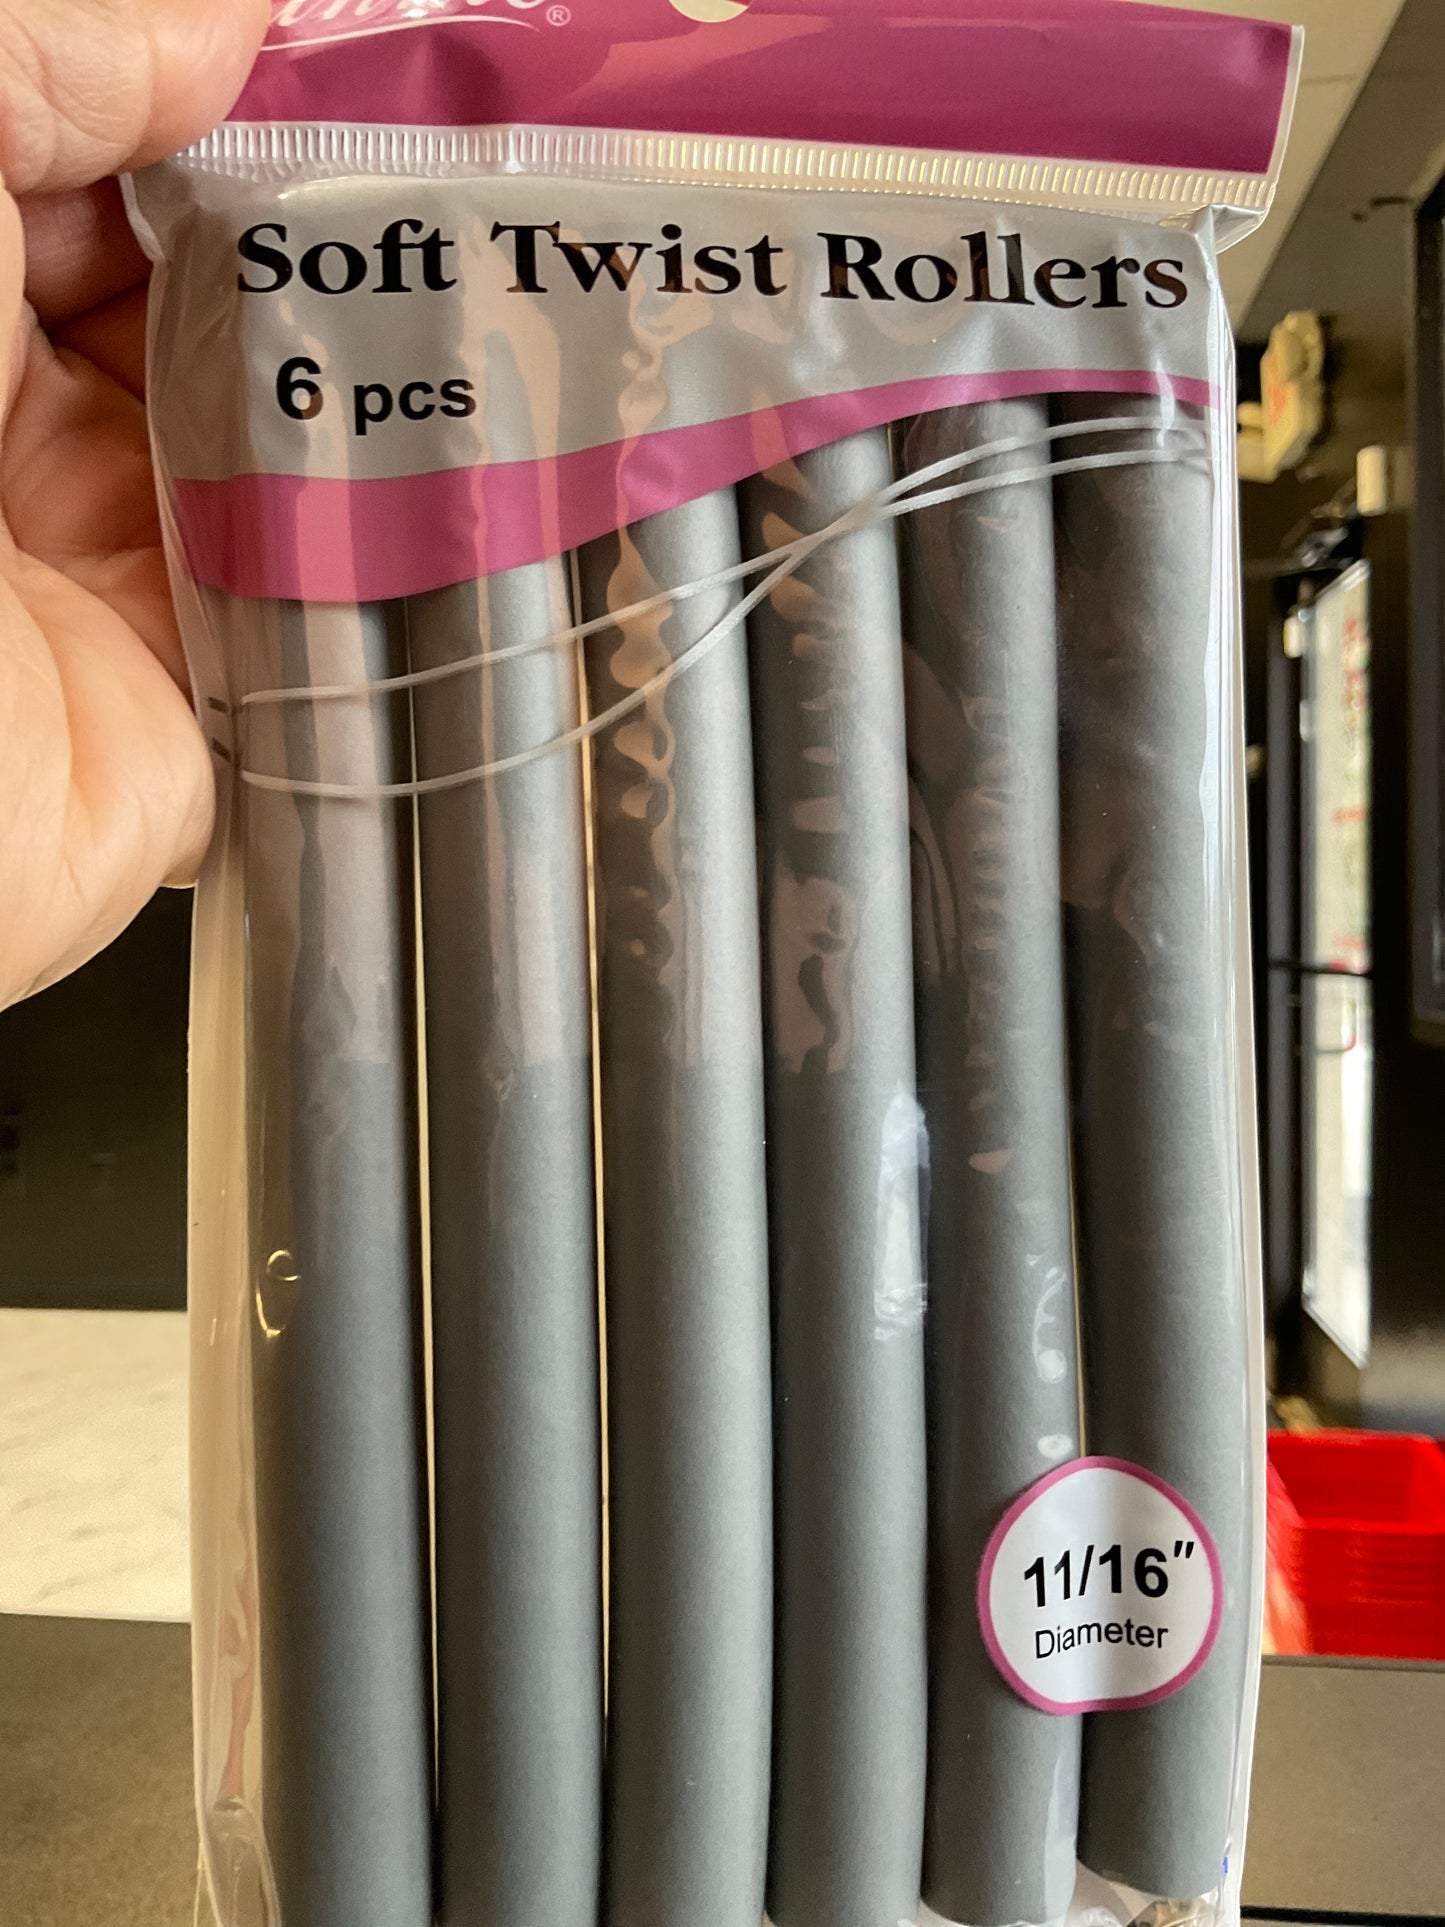 ®
Soft Twist Rollers
6 pcs
11/16"
Diameter